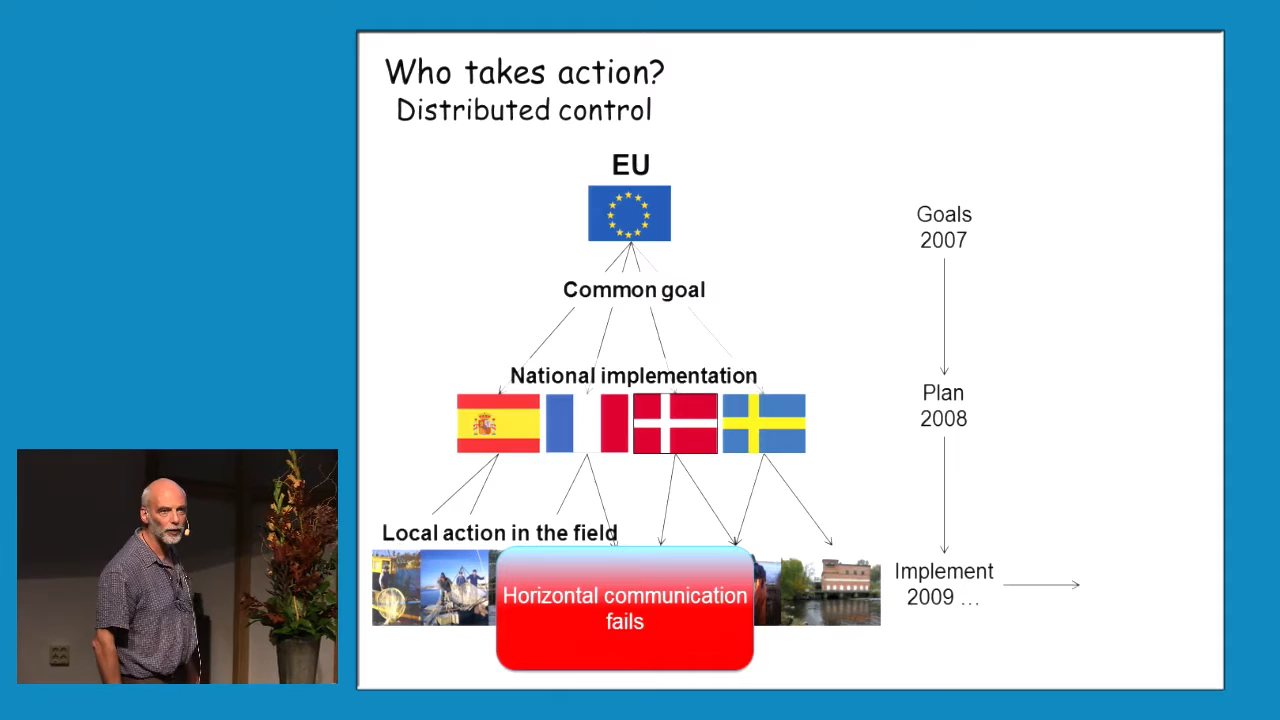 Who takes action?
Distributed control
EU
Common goal
National implementation
Local action in the field
Horizontal communication
fails
Goals
2007
Plan
2008
Implement
2009 …